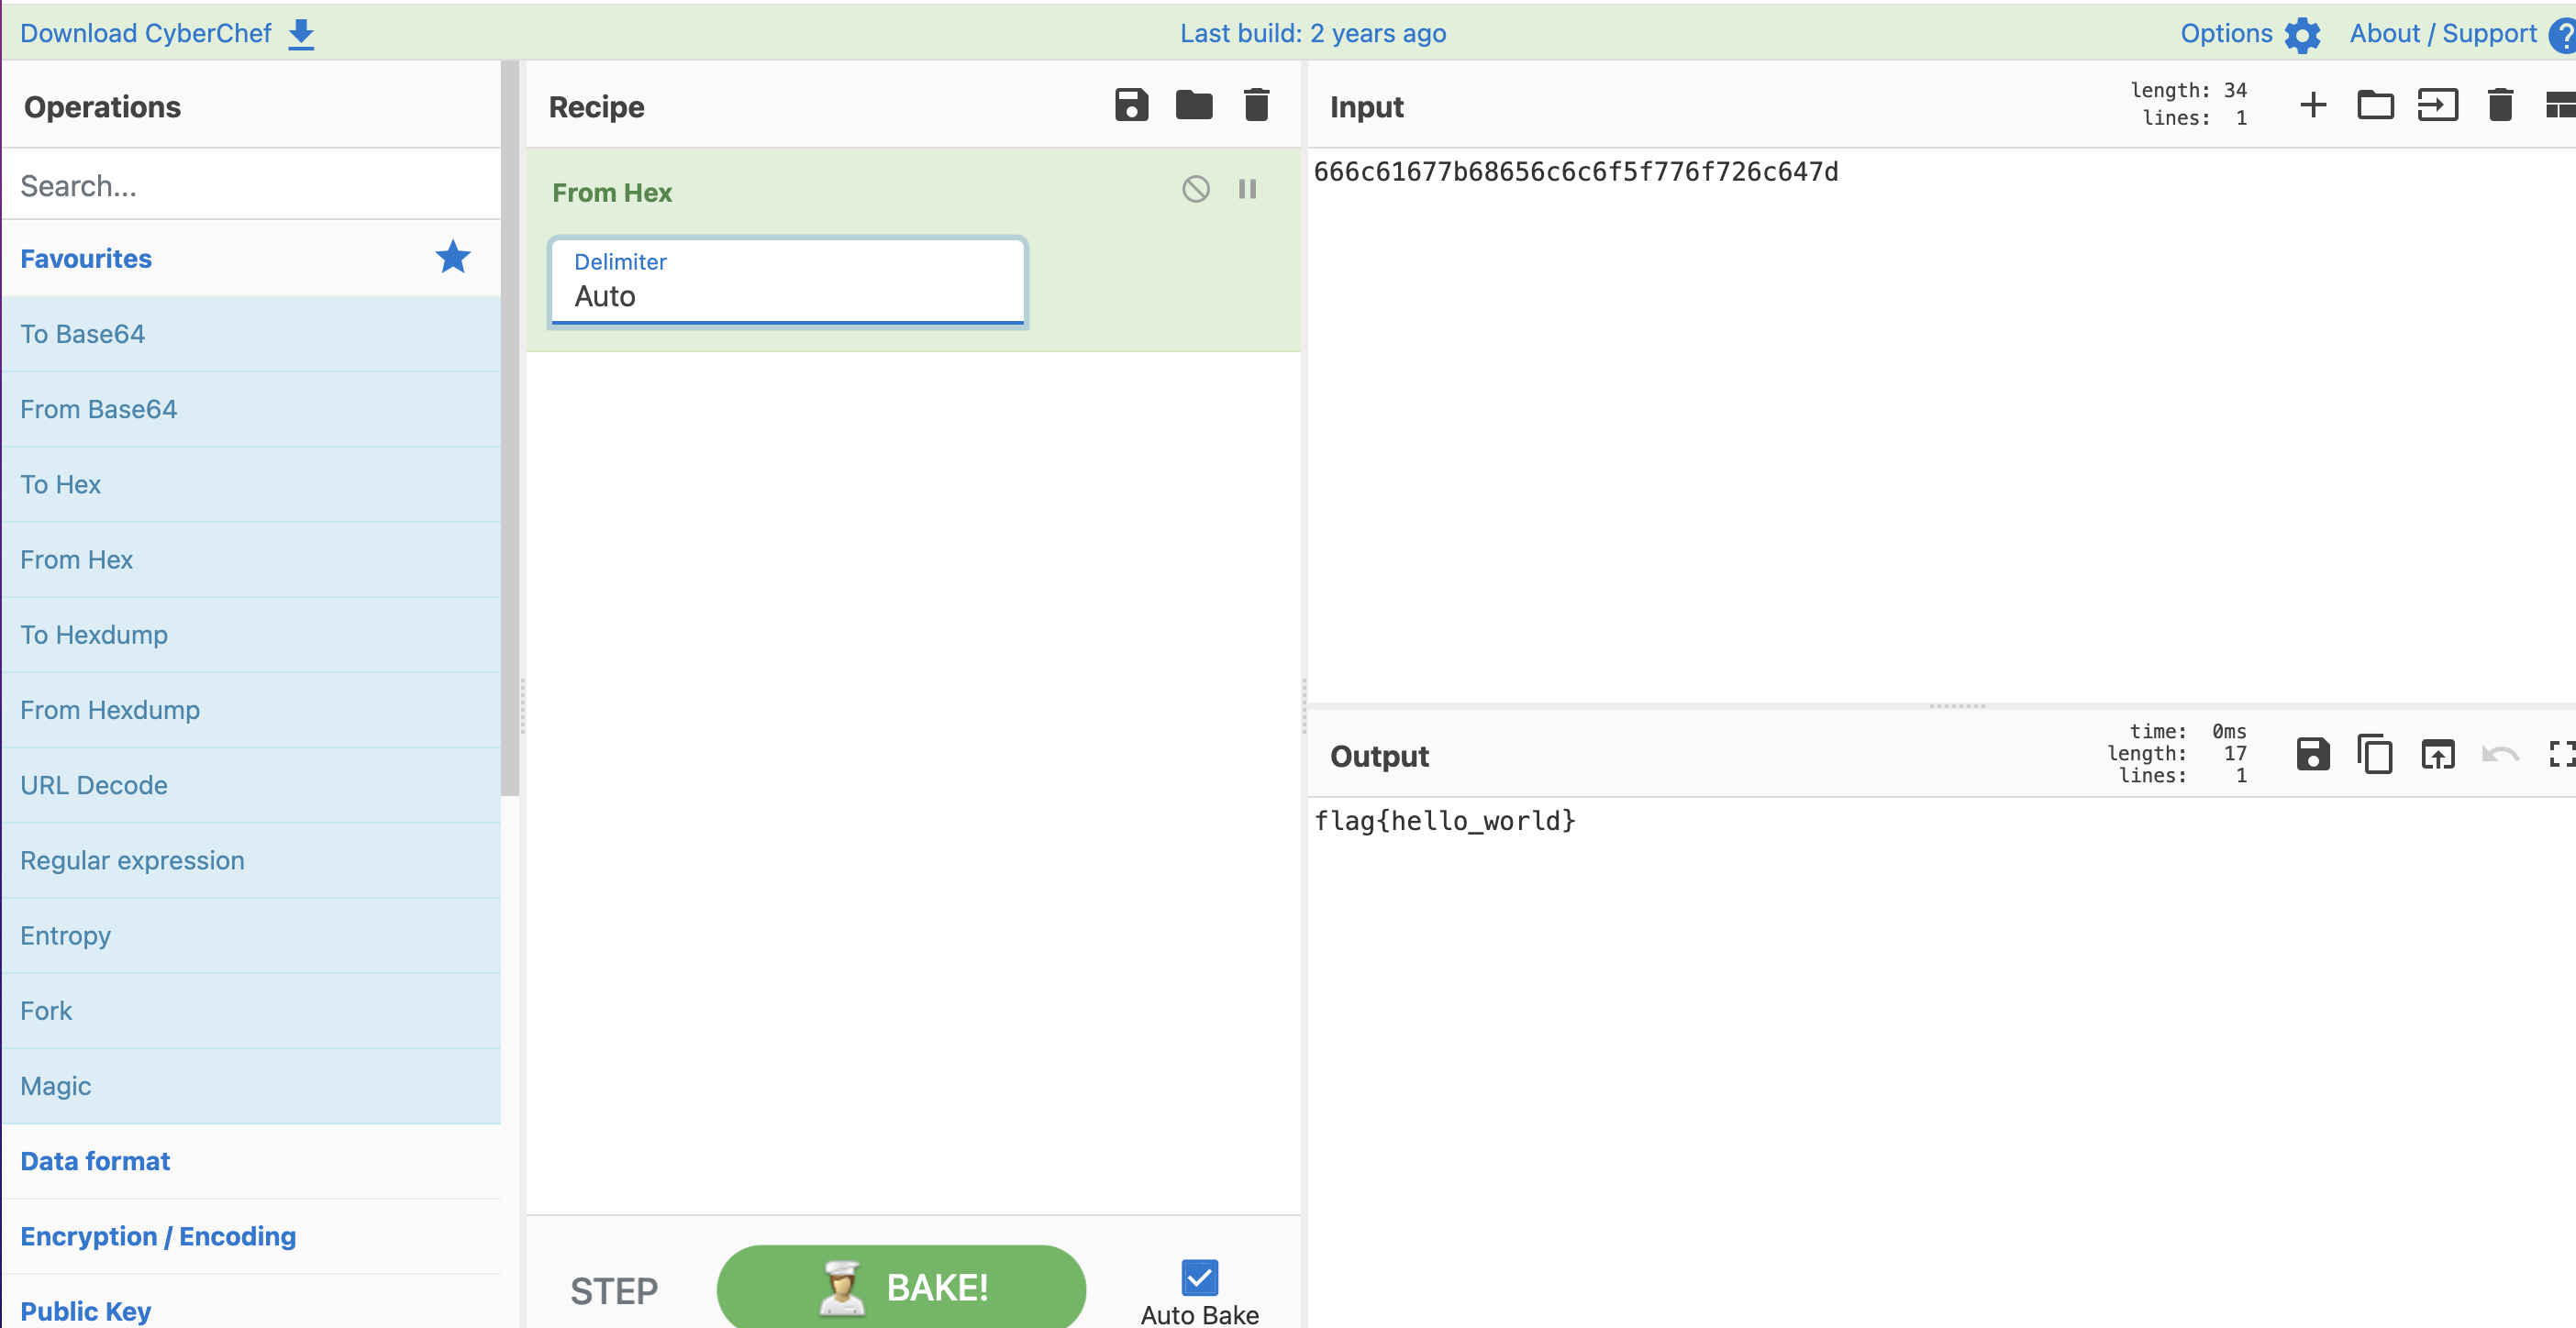 Download CyberChef
Last build: 2 years ago
Options
About / Support
Operations
Search...
Favourites
To Base64
From Base64
To Hex
From Hex
To Hexdump
From Hexdump
URL Decode
Regular expression
Entropy
Fork
Magic
Data format
Encryption / Encoding
Public Key
Recipe
From Hex
Delimiter
Auto
STEP
BAKE!
Auto Bake
Input
length: 34
lines: 1
666c61677b68656c6c6f5f776f726c647d
Output
time: 0ms
length: 17
lines: 1
flag{hello_world}